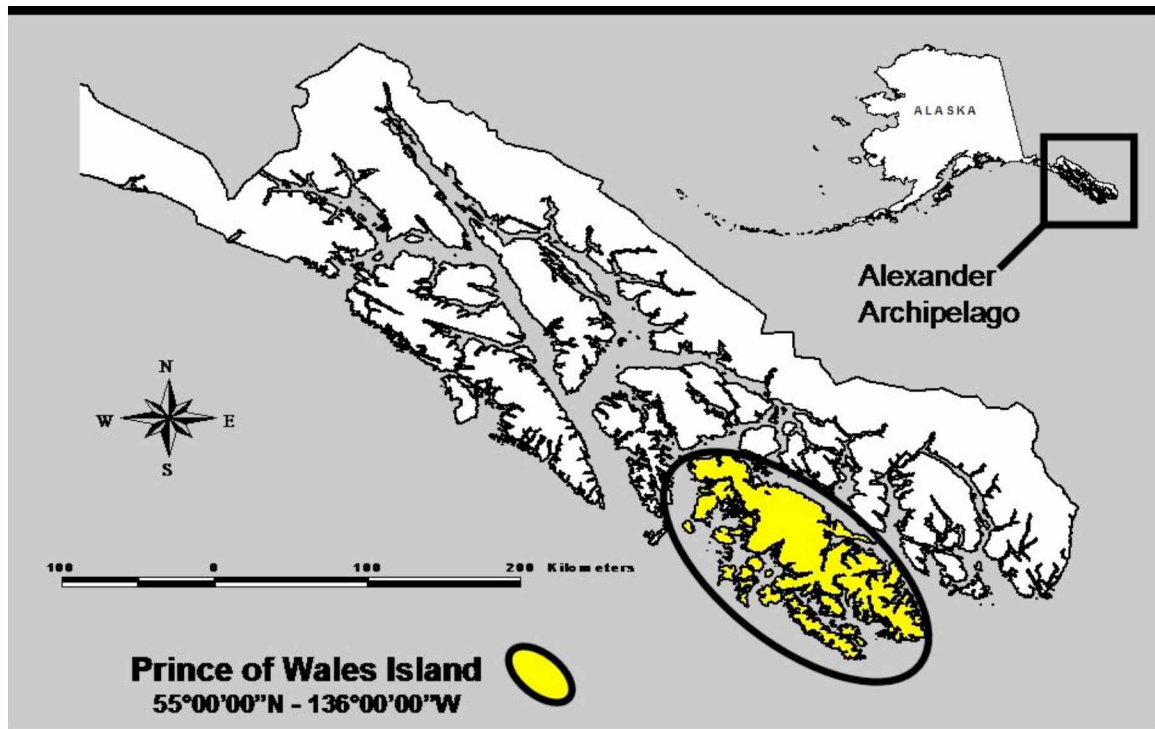 ALASKA
Alexander
Archipelago
N
W E
S
100 0 100 200 Kilometers
Prince of Wales Island
55°00'00”N - 136°00'00”W